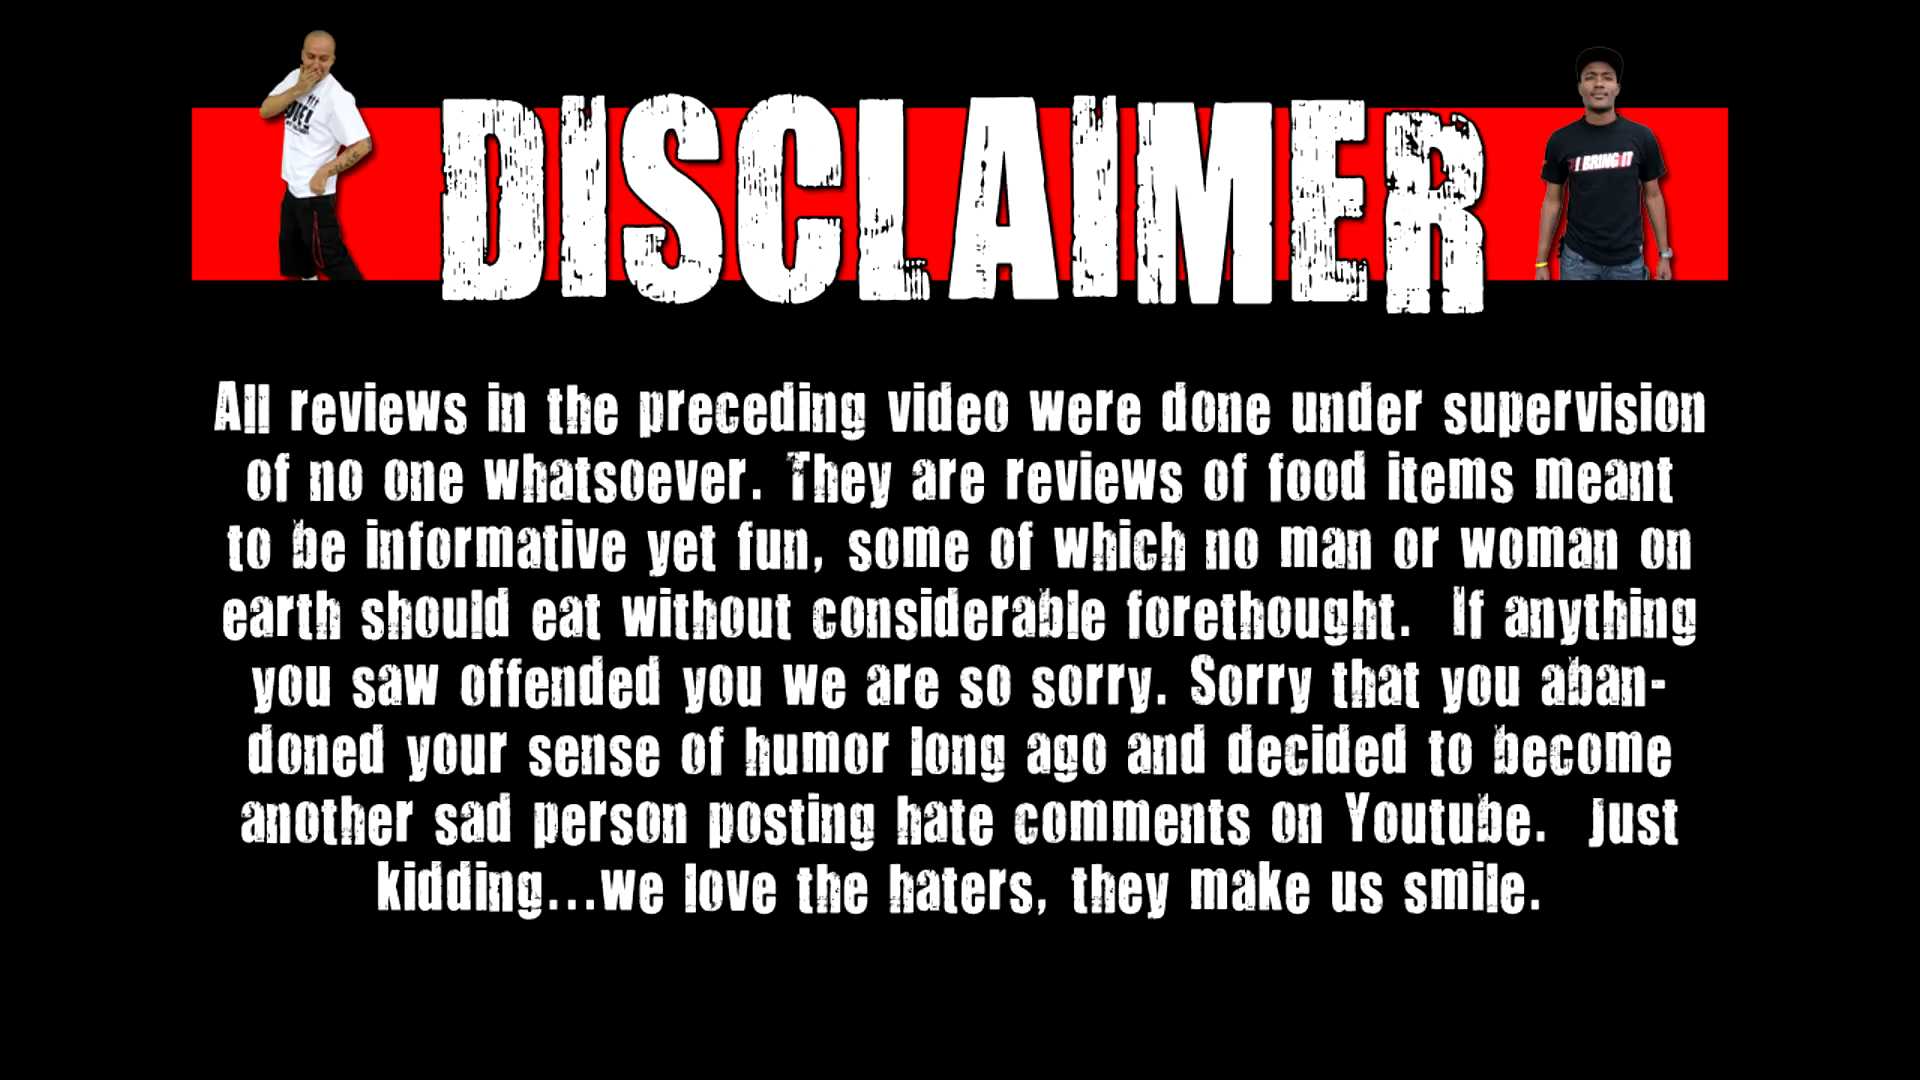 DISCLAIMER
I BRING IT
All reviews in the preceding video were done under supervision
of no one whatsoever. They are reviews of food items meant
to be informative yet fun, some of which no man or woman on
earth should eat without considerable forethought.  If anything
you saw offended you we are so sorry. Sorry that you aban-
doned your sense of humor long ago and decided to become
another sad person posting hate comments on Youtube.  Just
kidding...we love the haters, they make us smile.